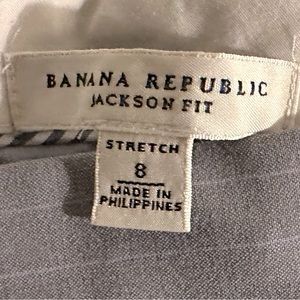 BANANA REPUBLIC
JACKSON FIT
STRETCH
8
MADE IN
PHILIPPINES